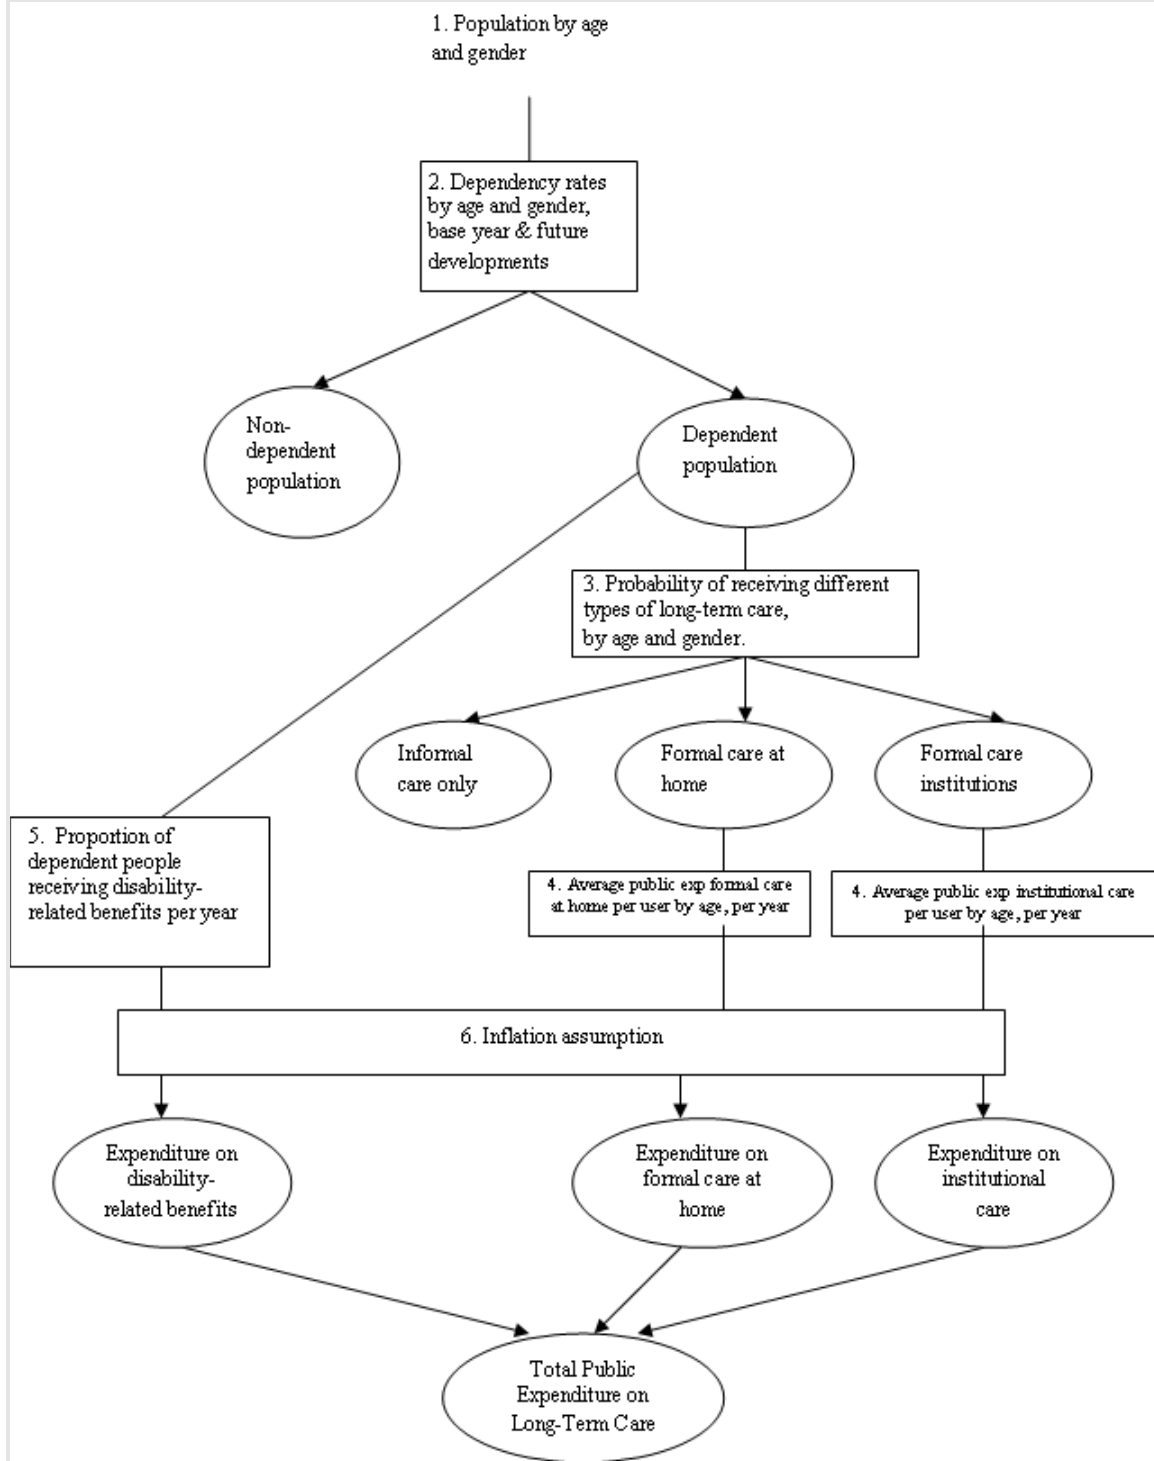 1. Population by age
and gender
2. Dependency rates
by age and gender,
base year & future
developments
Non-
dependent
population
Dependent
population
3. Probability of receiving different
types of long-term care,
by age and gender.
Informal
care only
Formal care at
home
Formal care
institutions
5. Proportion of
dependent people
receiving disability-
related benefits per year
4. Average public exp formal care
at home per user by age, per year
4. Average public exp institutional care
per user by age, per year
6. Inflation assumption
Expenditure on
disability-
related benefits
Expenditure on
formal care at
home
Expenditure on
institutional
care
Total Public
Expenditure on
Long-Term Care